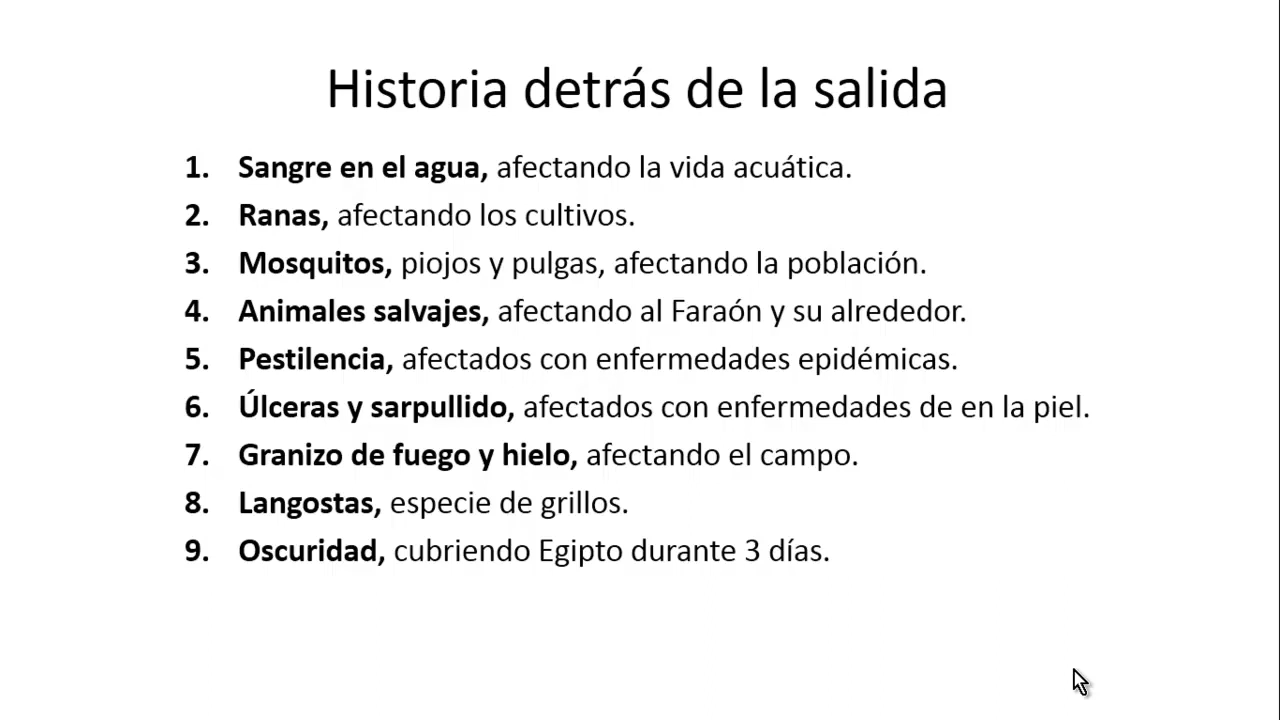 Historia detrás de la salida
1. Sangre en el agua, afectando la vida acuática.
2. Ranas, afectando los cultivos.
3. Mosquitos, piojos y pulgas, afectando la población.
4. Animales salvajes, afectando al Faraón y su alrededor.
5. Pestilencia, afectados con enfermedades epidémicas.
6. Úlceras y sarpullido, afectados con enfermedades de en la piel.
7. Granizo de fuego y hielo, afectando el campo.
8. Langostas, especie de grillos.
9. Oscuridad, cubriendo Egipto durante 3 días.